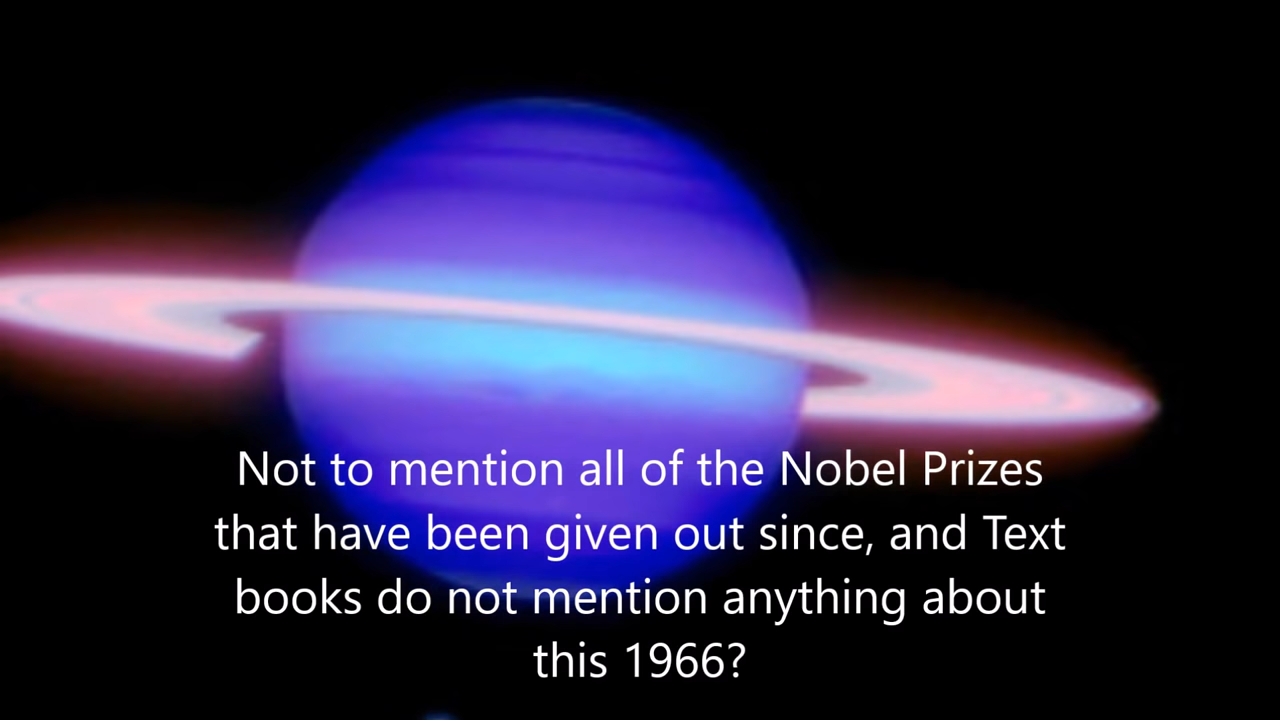 Not to mention all of the Nobel Prizes
that have been given out since, and Text
books do not mention anything about
this 1966?